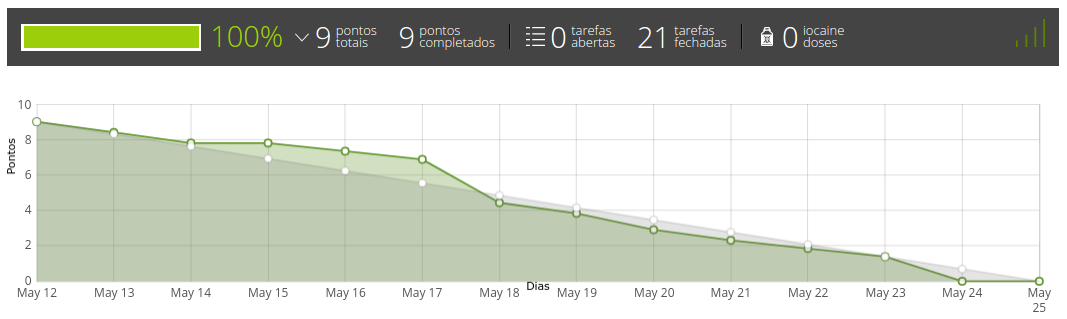 100% 9 pontos totais 9 pontos completados 0 tarefas abertas 21 tarefas fechadas 0 iocaine doses
10
8
6
4
2
0
Pontos
May 12 May 13 May 14 May 15 May 16 May 17 May 18 May 19 May 20 May 21 May 22 May 23 May 24 May 25
Dias